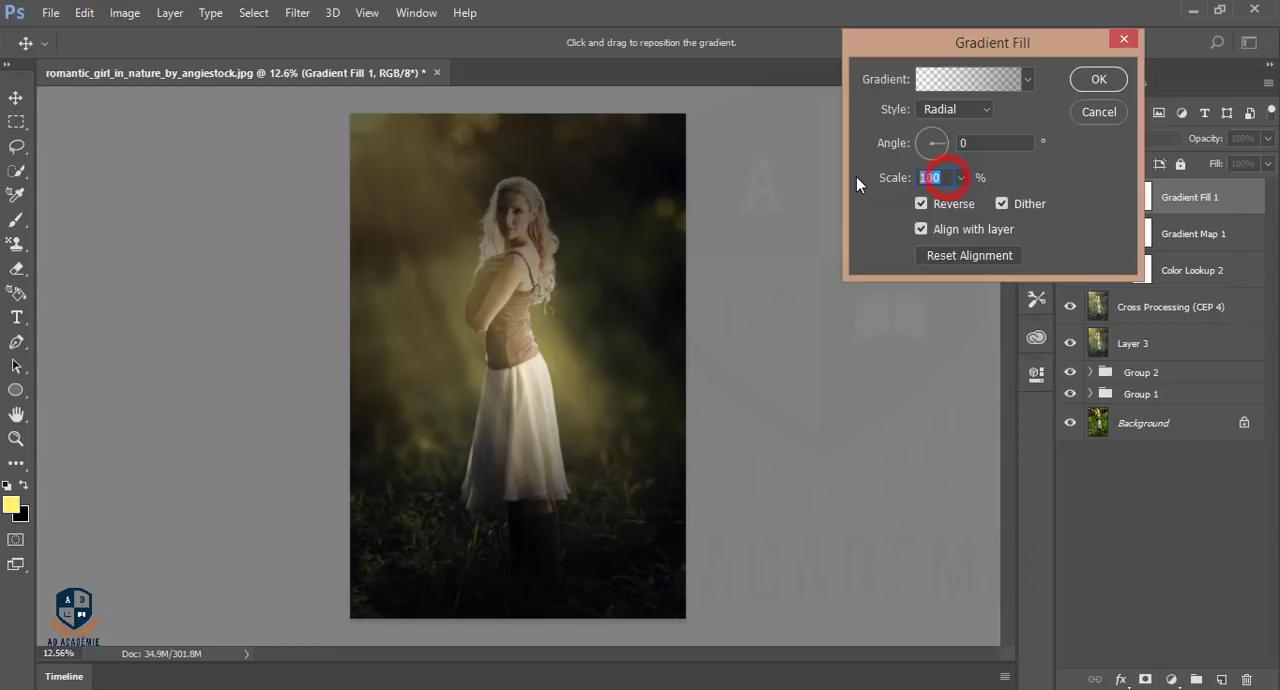 Ps File Edit Image Layer Type Select Filter 3D View Window Help
Click and drag to reposition the gradient.
romantic_girl_in_nature_by_angiestock.jpg @ 12.6% (Gradient Fill 1, RGB/8*) * ×
Gradient Fill
Gradient:
OK
Style: Radial
Cancel
Angle: 0 °
Scale: 100 %
Reverse Dither
Align with layer
Reset Alignment
Opacity: 100%
Fill: 100%
Gradient Fill 1
Gradient Map 1
Color Lookup 2
Cross Processing (CEP 4)
Layer 3
Group 2
Group 1
Background
A
ACADÉMIE
A D
AD ACADÉMIE
12.56% Doc: 34.9M/301.8M
Timeline
fx